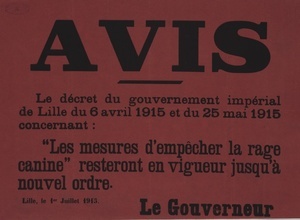 AVIS
Le décret du gouvernement impérial
de Lille du 6 avril 1915 et du 25 mai 1915
concernant :
"Les mesures d'empêcher la rage
canine" resteront en vigueur jusqu'à
nouvel ordre.
Lille, le 1er Juillet 1915.
Le Gouverneur